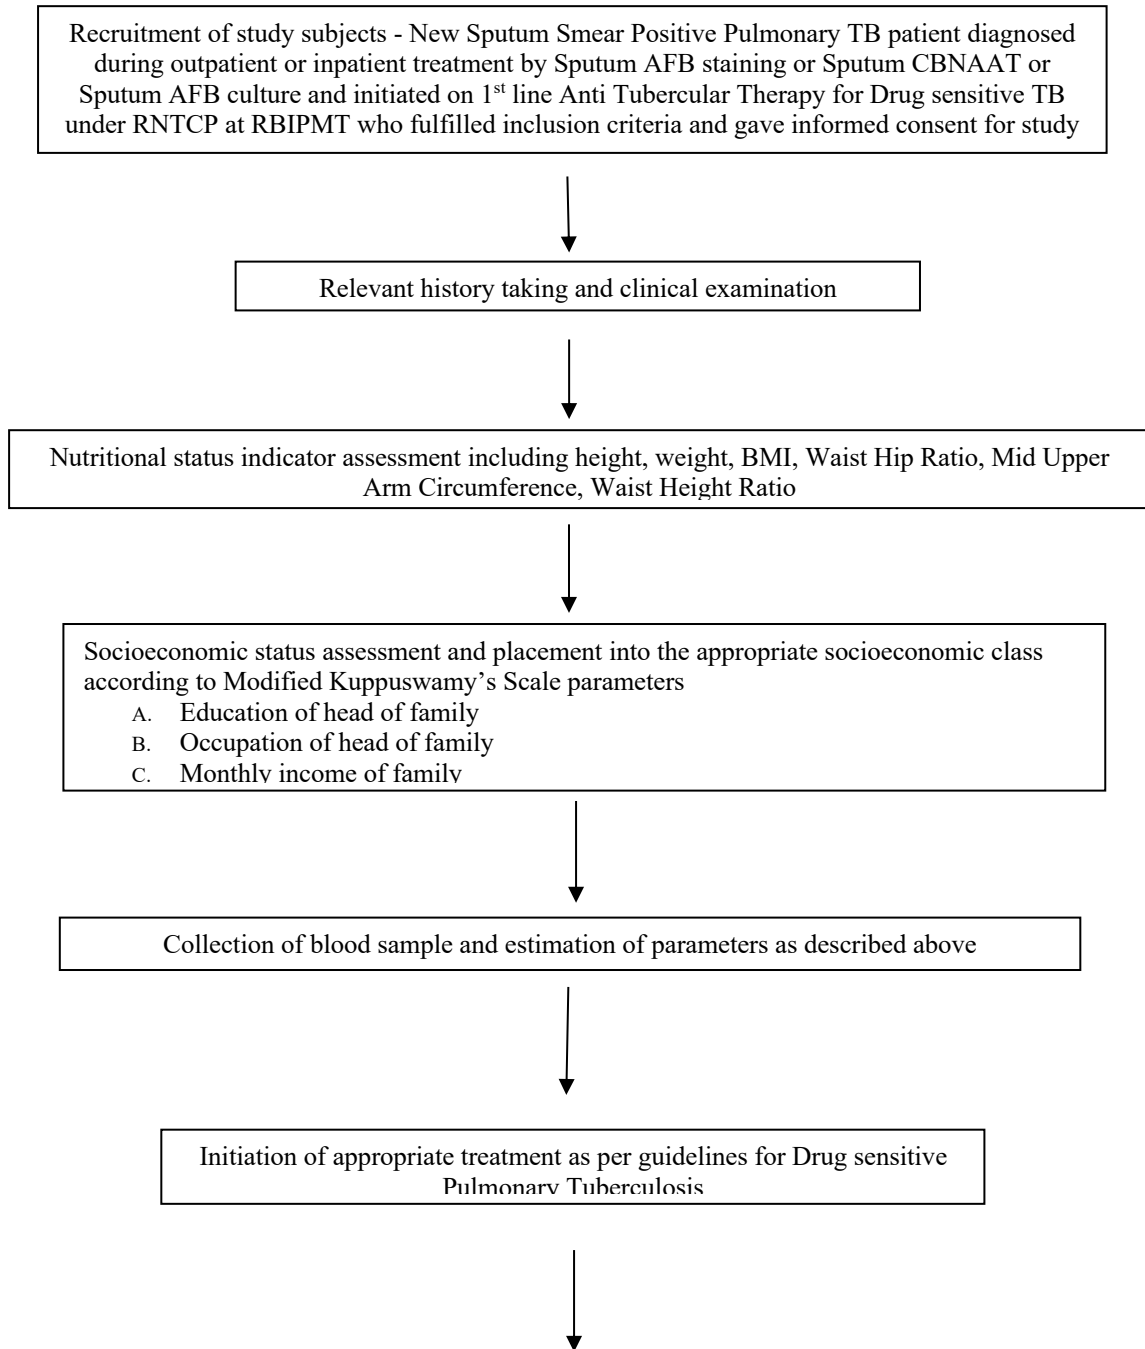 Recruitment of study subjects - New Sputum Smear Positive Pulmonary TB patient diagnosed
during outpatient or inpatient treatment by Sputum AFB staining or Sputum CBNAAT or
Sputum AFB culture and initiated on 1st line Anti Tubercular Therapy for Drug sensitive TB
under RNTCP at RBIPMT who fulfilled inclusion criteria and gave informed consent for study
Relevant history taking and clinical examination
Nutritional status indicator assessment including height, weight, BMI, Waist Hip Ratio, Mid Upper
Arm Circumference, Waist Height Ratio
Socioeconomic status assessment and placement into the appropriate socioeconomic class
according to Modified Kuppuswamy's Scale parameters
A. Education of head of family
B. Occupation of head of family
C. Monthly income of family
Collection of blood sample and estimation of parameters as described above
Initiation of appropriate treatment as per guidelines for Drug sensitive
Pulmonary Tuberculosis